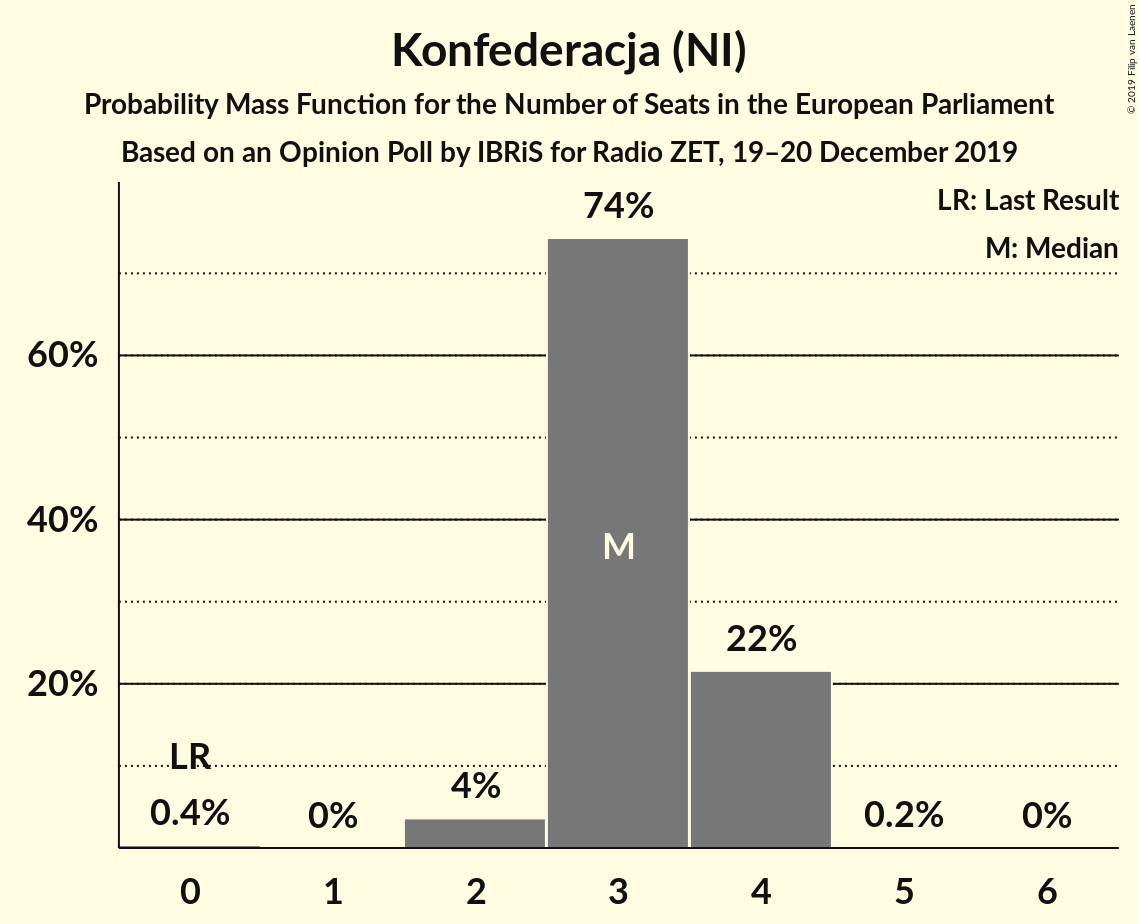 Konfederacja (NI)
Probability Mass Function for the Number of Seats in the European Parliament
Based on an Opinion Poll by IBRiS for Radio ZET, 19–20 December 2019
© 2019 Filip van Laenen
LR: Last Result
M: Median
74%
60%
40%
M
22%
20%
LR
4%
0.4%
0%
0.2%
0%
0 1 2 3 4 5 6